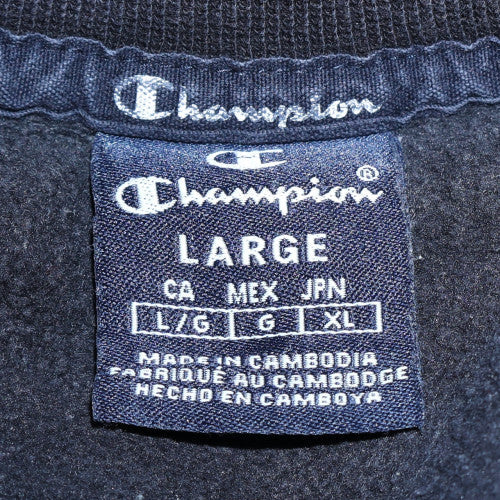 Champion
Champion®
LARGE
CA MEX JPN
L/G G XL
MADE IN CAMBODIA
FABRIQUÉ AU CAMBODGE
HECHO EN CAMBOYA